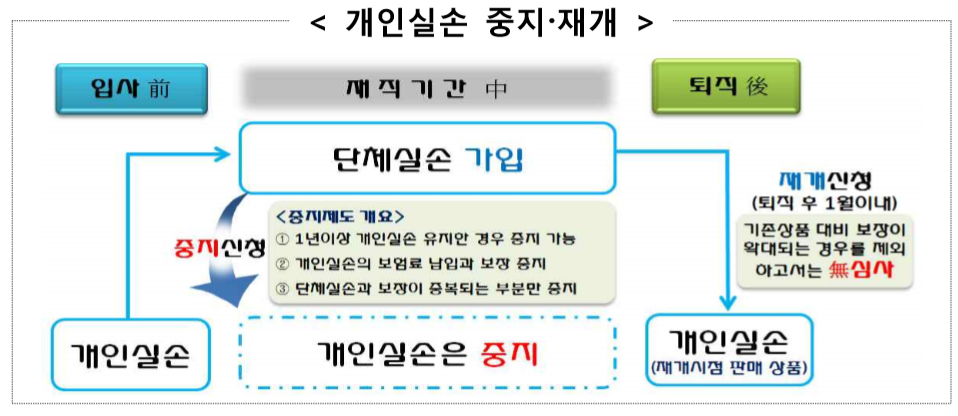 < 개인실손 중지·재개 >
입사 前
재 직 기 간 中
퇴직 後
단체실손 가입
중지신청
<중지제도 개요>
① 1년이상 개인실손 유지한 경우 중지 가능
② 개인실손의 보험료 납입과 보장 중지
③ 단체실손과 보장이 중복되는 부분만 중지
재개신청
(퇴직 후 1월이내)
기존상품 대비 보장이
확대되는 경우를 제외
하고서는 無심사
개인실손
개인실손은 중지
개인실손
(재개시점 판매 상품)